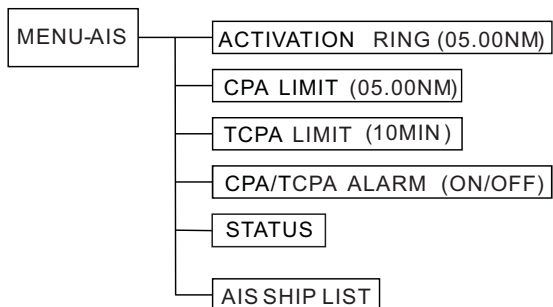 MENU-AIS
ACTIVATION RING (05.00NM)
CPA LIMIT (05.00NM)
TCPA LIMIT (10MIN)
CPA/TCPA ALARM (ON/OFF)
STATUS
AIS SHIP LIST